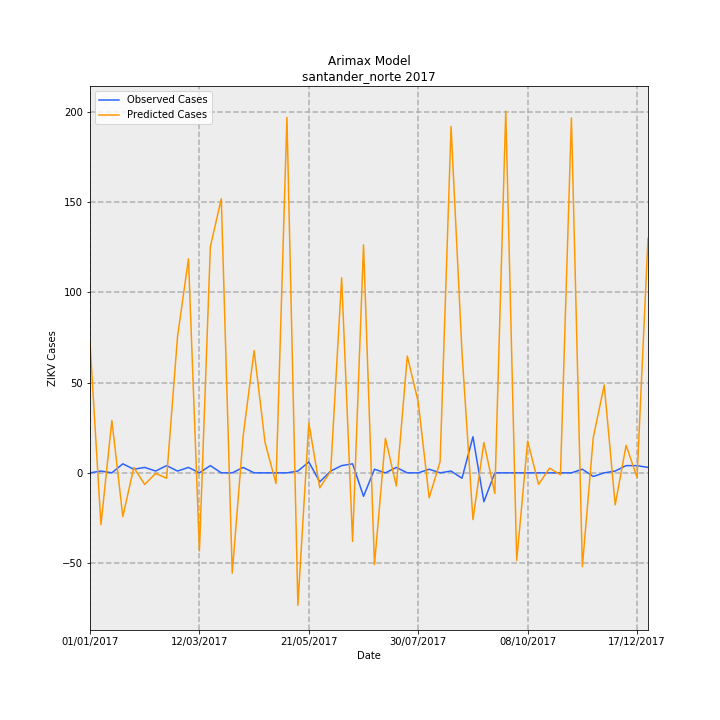 Arimax Model
santander_norte 2017
Observed Cases
Predicted Cases
200
150
100
50
0
−50
ZIKV Cases
01/01/2017
12/03/2017
21/05/2017
30/07/2017
08/10/2017
17/12/2017
Date